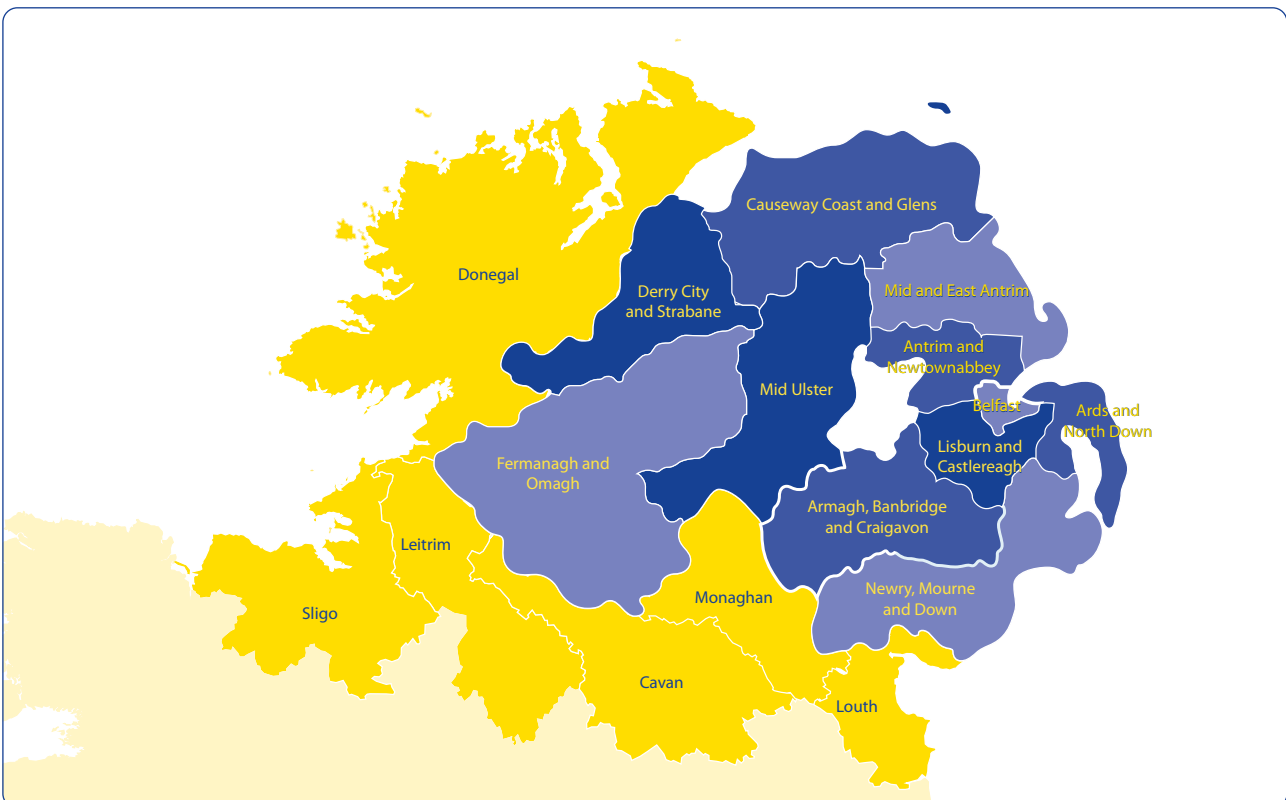 Causeway Coast and Glens
Donegal
Derry City
and Strabane
Mid and East Antrim
Antrim and
Newtownabbey
Mid Ulster
Belfast
Ards and
North Down
Lisburn and
Castlereagh
Fermanagh and
Omagh
Armagh, Banbridge
and Craigavon
Leitrim
Newry, Mourne
and Down
Monaghan
Sligo
Cavan
Louth